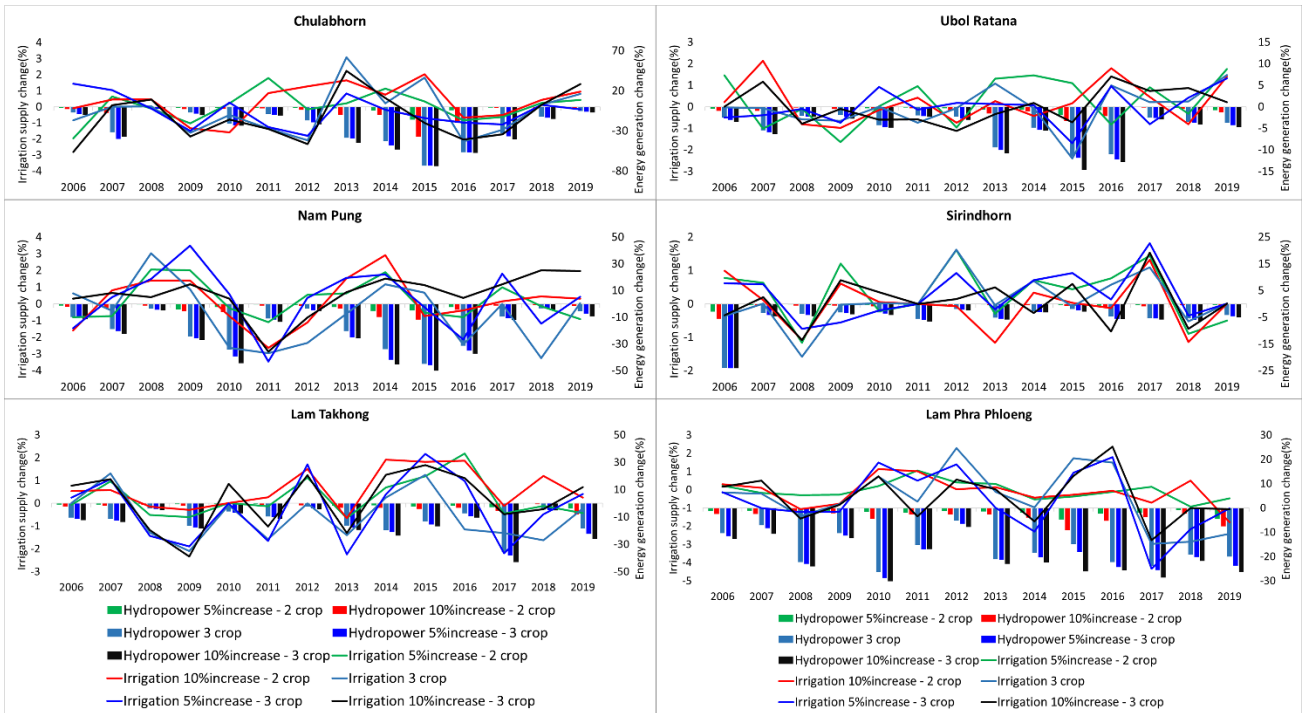 Chulabhorn
Irrigation supply change(%)
4
3
2
1
0
-1
-2
-3
-4
70
20
-30
-80
Energy generation change(%)
2006 2007 2008 2009 2010 2011 2012 2013 2014 2015 2016 2017 2018 2019
Ubol Ratana
Irrigation supply change(%)
3
2
1
0
-1
-2
-3
15
10
5
0
-5
-10
-15
Energy generation change(%)
2006 2007 2008 2009 2010 2011 2012 2013 2014 2015 2016 2017 2018 2019
Nam Pung
Irrigation supply change(%)
4
3
2
1
0
-1
-2
-3
-4
50
30
10
-10
-30
-50
Energy generation change(%)
2006 2007 2008 2009 2010 2011 2012 2013 2014 2015 2016 2017 2018 2019
Sirindhorn
Irrigation supply change(%)
2
1
0
-1
-2
25
15
5
-5
-15
-25
Energy generation change(%)
2006 2007 2008 2009 2010 2011 2012 2013 2014 2015 2016 2017 2018 2019
Lam Takhong
Irrigation supply change(%)
3
2
1
0
-1
-2
-3
50
30
10
-10
-30
-50
Energy generation change(%)
2006 2007 2008 2009 2010 2011 2012 2013 2014 2015 2016 2017 2018 2019
Hydropower 5%increase - 2 crop Hydropower 10%increase - 2 crop
Hydropower 3 crop Hydropower 5%increase - 3 crop
Hydropower 10%increase - 3 crop Irrigation 5%increase - 2 crop
Irrigation 10%increase - 2 crop Irrigation 3 crop
Irrigation 5%increase - 3 crop Irrigation 10%increase - 3 crop
Lam Phra Phloeng
Irrigation supply change(%)
4
3
2
1
0
-1
-2
-3
-4
-5
30
20
10
0
-10
-20
-30
Energy generation change(%)
2006 2007 2008 2009 2010 2011 2012 2013 2014 2015 2016 2017 2018 2019
Hydropower 5%increase - 2 crop Hydropower 10%increase - 2 crop
Hydropower 3 crop Hydropower 5%increase - 3 crop
Hydropower 10%increase - 3 crop Irrigation 5%increase - 2 crop
Irrigation 10%increase - 2 crop Irrigation 3 crop
Irrigation 5%increase - 3 crop Irrigation 10%increase - 3 crop